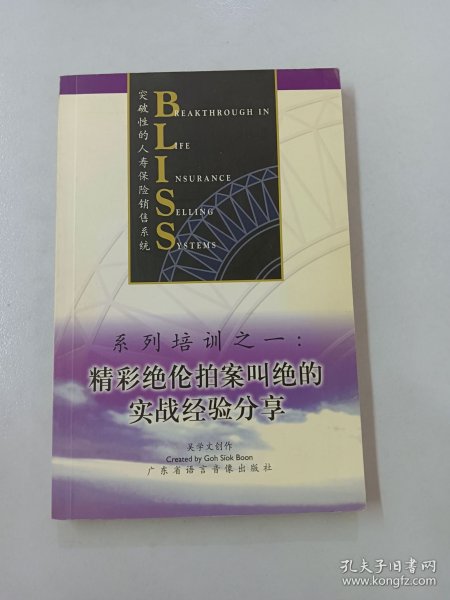 突破性的人寿保险销售系统
BREAKTHROUGH IN
LIFE
INSURANCE
SELLING
SYSTEMS
系列培训之一:
精彩绝伦拍案叫绝的
实战经验分享
吴学文创作
Created by Goh Siok Boon
广东省语言音像出版社
孔夫子旧书网
www.kongfz.com